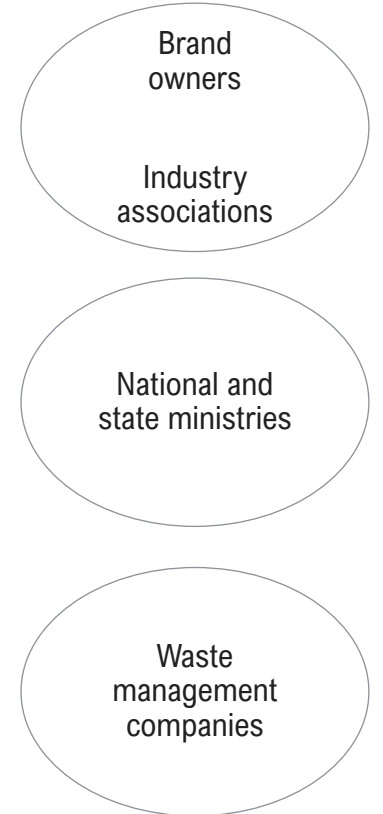 Brand
owners
Industry
associations
National and
state ministries
Waste
management
companies